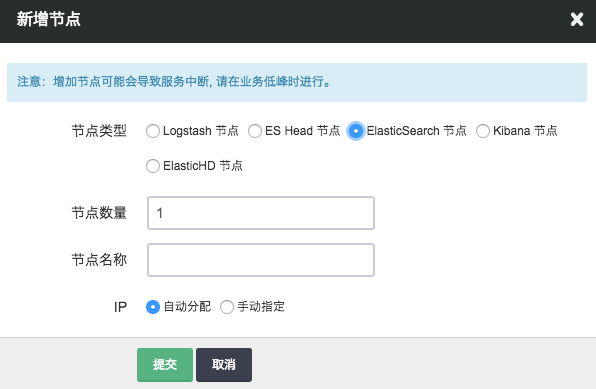 新增节点
注意：增加节点可能会导致服务中断, 请在业务低峰时进行。
节点类型 Logstash 节点 ES Head 节点 ElasticSearch 节点 Kibana 节点
ElasticHD 节点
节点数量 1
节点名称
IP 自动分配 手动指定
提交 取消